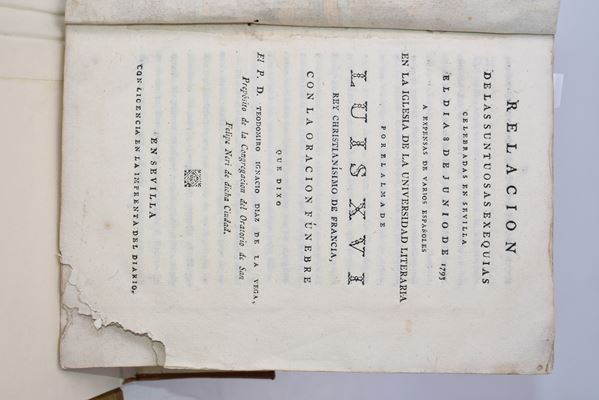 RELACION
DE LAS SUNTUOSAS EXEQUIAS
CELEBRADAS EN SEVILLA
EL DIA 5 DE JUNIO DE 1793
A EXPENSAS DE VARIOS ESPAÑOLES
EN LA IGLESIA DE LA UNIVERSIDAD LITERARIA
POR EL ALMA DE
LUIS XVI
REY CHRISTIANÍSIMO DE FRANCIA,
CON LA ORACION FÚNEBRE
QUE DIXO
El P. D. TEODOMIRO IGNACIO DIAZ DE LA VEGA,
Prepósito de la Congregacion del Oratorio de San
Felipe Neri de dicha Ciudad.
EN SEVILLA
CON LICENCIA EN LA IMPRENTA DEL DIARIO.